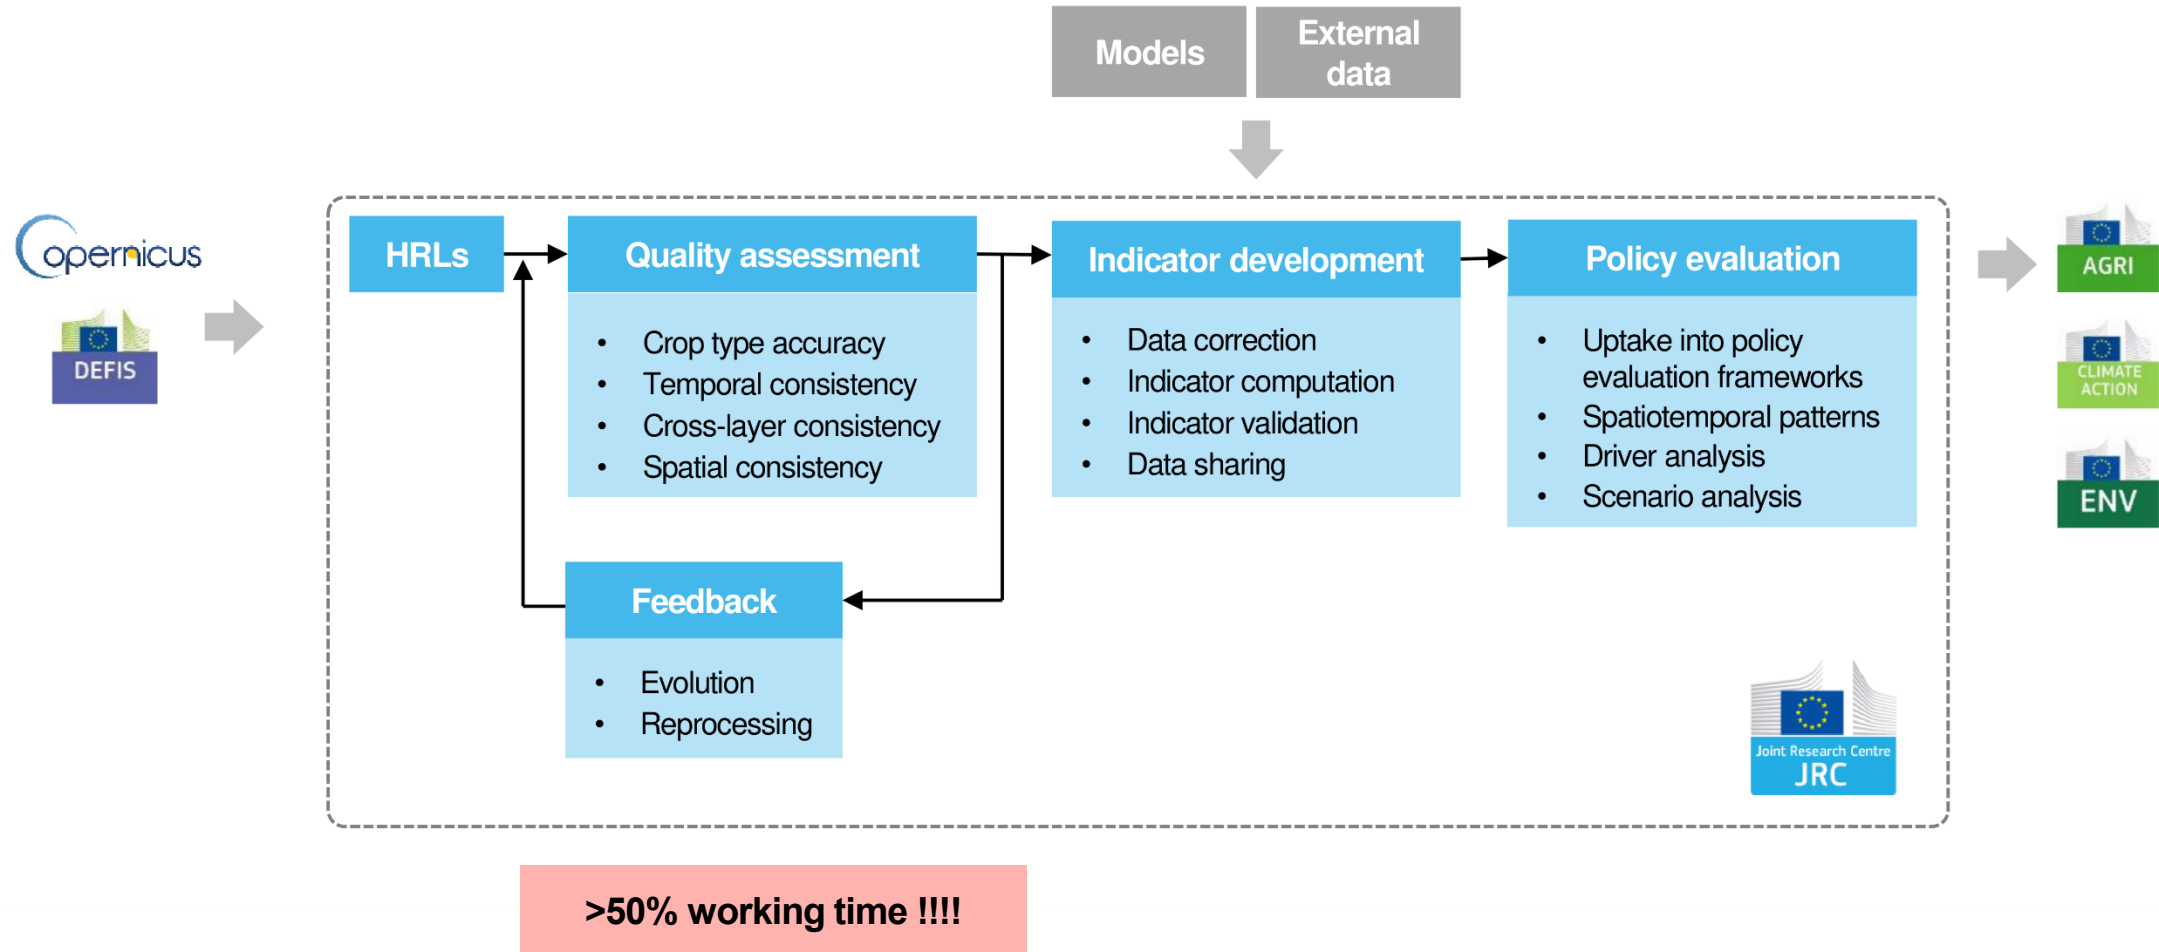 Models
External
data
Copernicus
DEFIS
HRLs
Quality assessment
• Crop type accuracy
• Temporal consistency
• Cross-layer consistency
• Spatial consistency
Indicator development
• Data correction
• Indicator computation
• Indicator validation
• Data sharing
Policy evaluation
• Uptake into policy
evaluation frameworks
• Spatiotemporal patterns
• Driver analysis
• Scenario analysis
AGRI
CLIMATE
ACTION
ENV
Feedback
• Evolution
• Reprocessing
Joint Research Centre
JRC
>50% working time !!!!